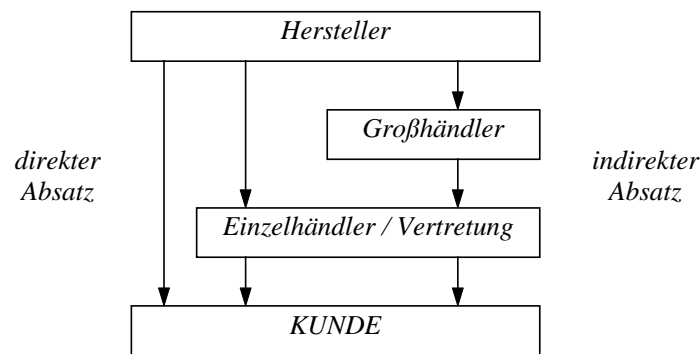 Hersteller
Großhändler
direkter
Absatz
indirekter
Absatz
Einzelhändler / Vertretung
KUNDE